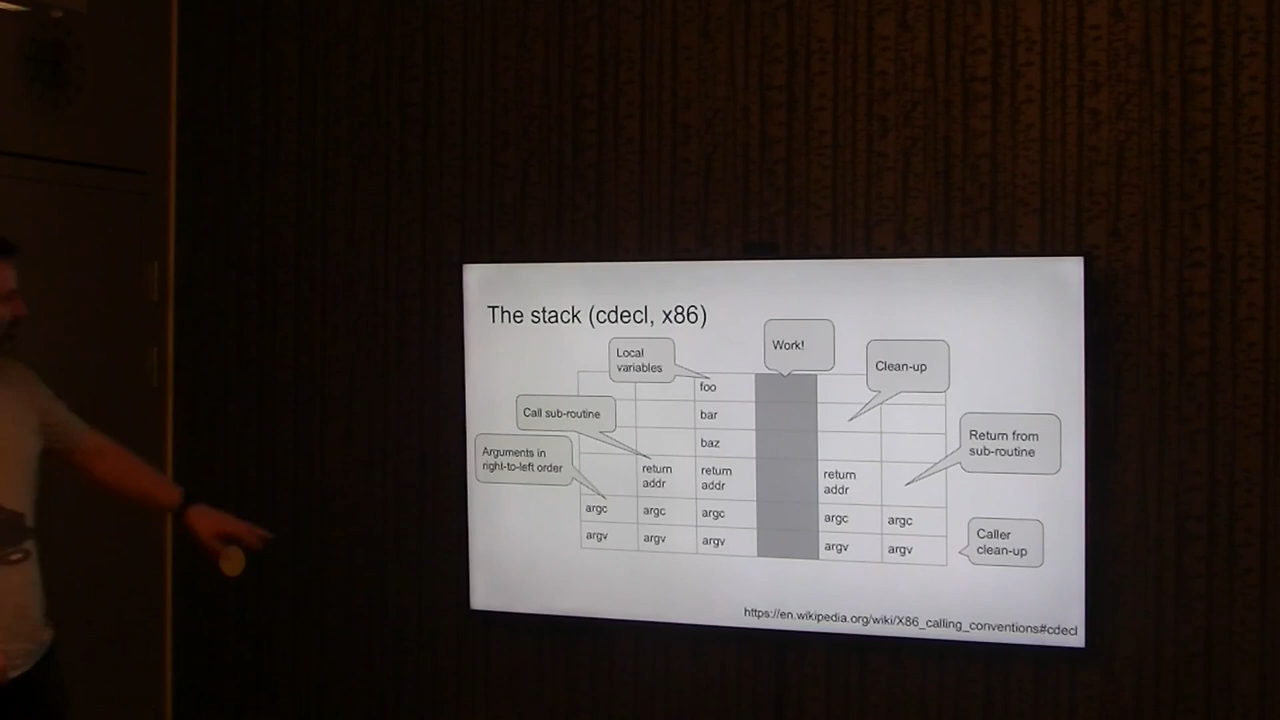 The stack (cdecl, x86)
Work!
Local
variables
Clean-up
Call sub-routine
Return from
sub-routine
Arguments in
right-to-left order
foo
bar
baz
return
addr
return
addr
return
addr
argc
argc
argc
argc
argc
argv
argv
argv
argv
argv
Caller
clean-up
https://en.wikipedia.org/wiki/X86_calling_conventions#cdecl